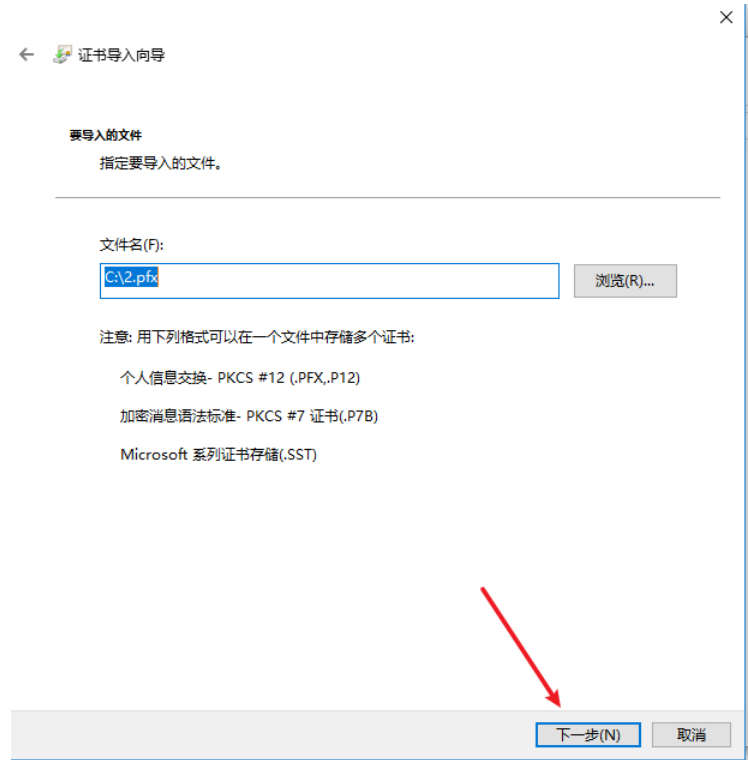 证书导入向导
要导入的文件
指定要导入的文件。
文件名(F):
C:\2.pfx
浏览(R)...
注意: 用下列格式可以在一个文件中存储多个证书:
个人信息交换- PKCS #12 (.PFX,.P12)
加密消息语法标准- PKCS #7 证书(.P7B)
Microsoft 系列证书存储(.SST)
下一步(N)
取消